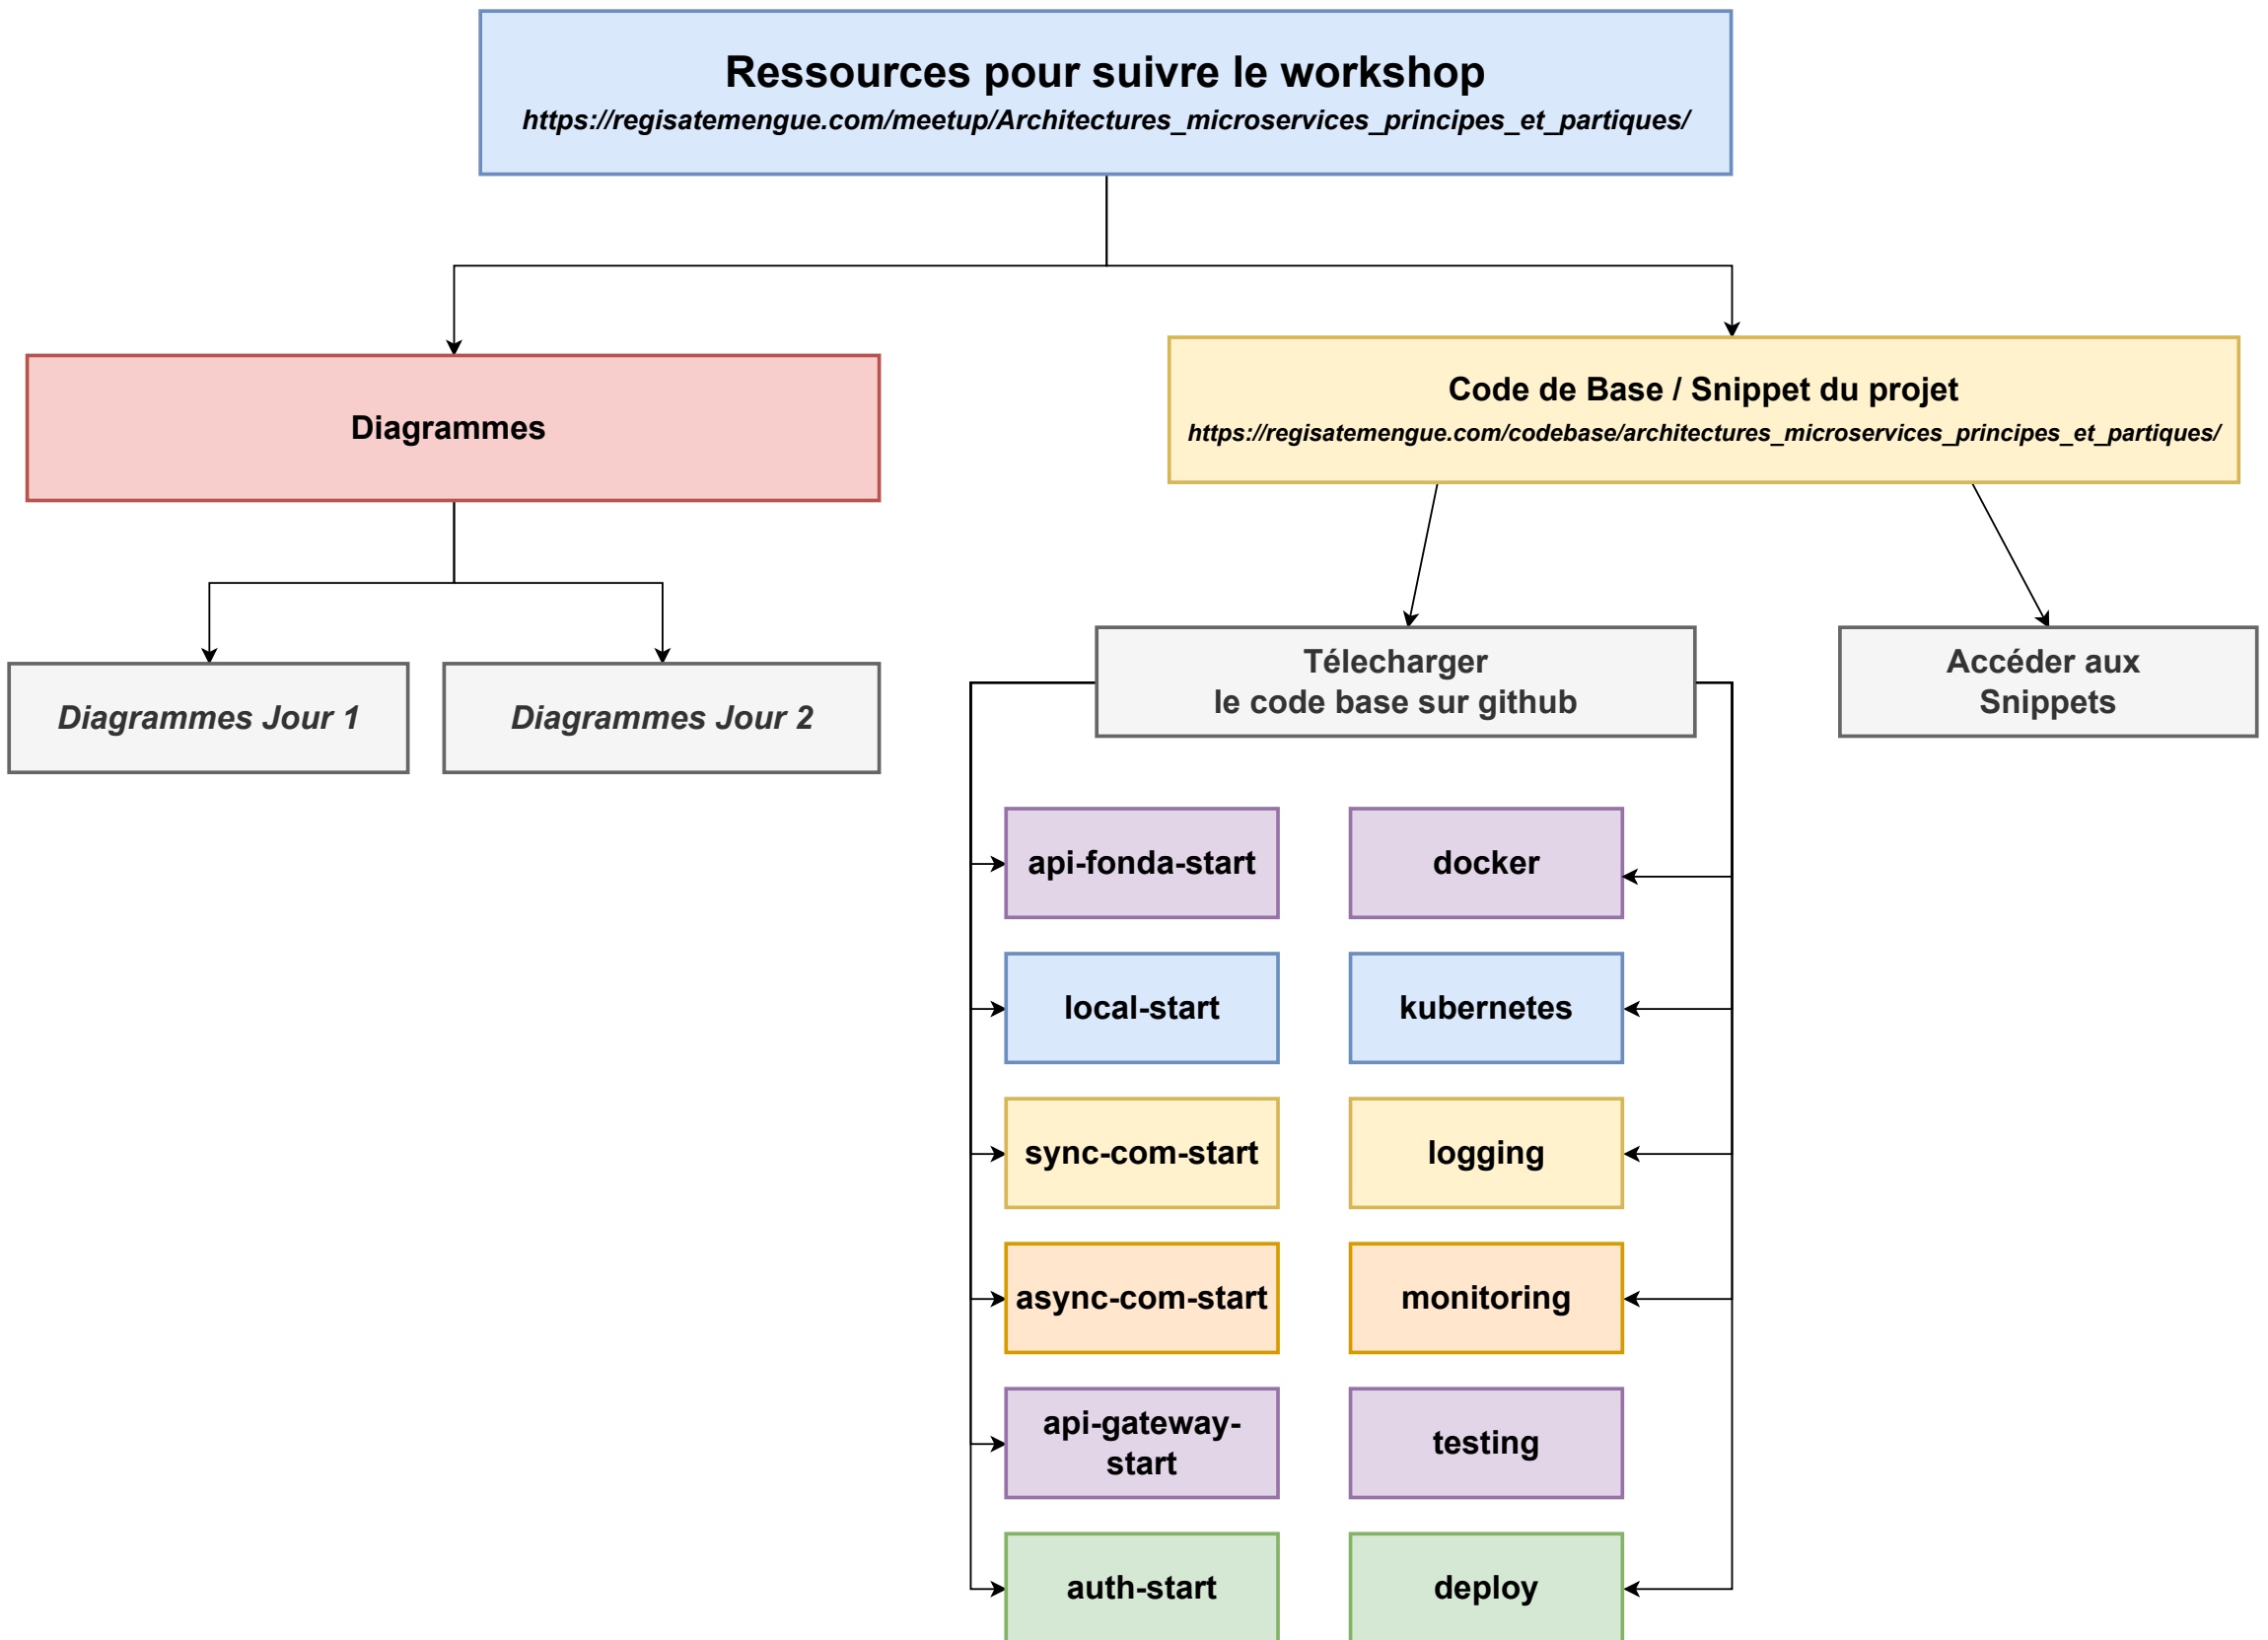 Ressources pour suivre le workshop
https://regisatemengue.com/meetup/Architectures_microservices_principes_et_partiques/
Diagrammes
Code de Base / Snippet du projet
https://regisatemengue.com/codebase/architectures_microservices_principes_et_partiques/
Diagrammes Jour 1
Diagrammes Jour 2
Télecharger
le code base sur github
Accéder aux
Snippets
api-fonda-start
docker
local-start
kubernetes
sync-com-start
logging
async-com-start
monitoring
api-gateway-
start
testing
auth-start
deploy